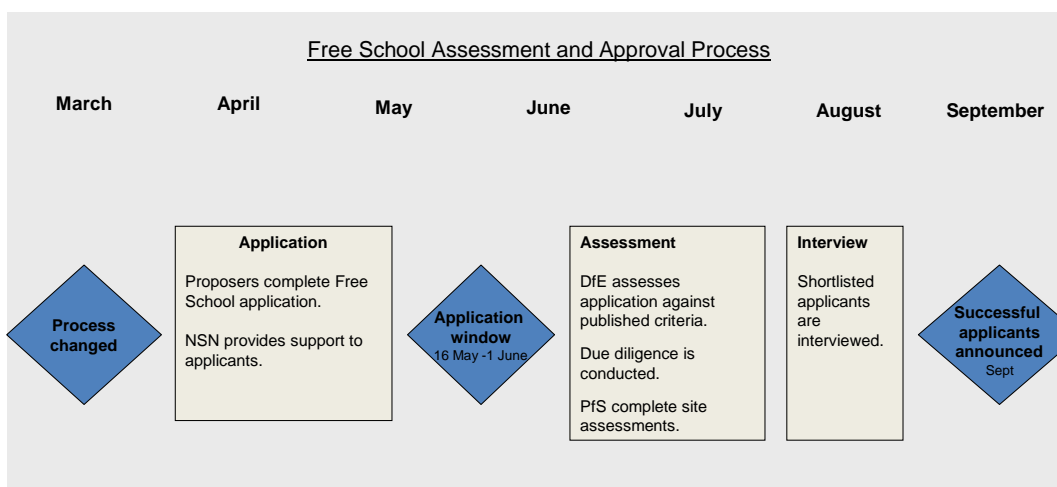 Free School Assessment and Approval Process
March April May June July August September
Process
changed
Application
Proposers complete Free
School application.
NSN provides support to
applicants.
Application
window
16 May -1 June
Assessment
DfE assesses
application against
published criteria.
Due diligence is
conducted.
PfS complete site
assessments.
Interview
Shortlisted
applicants
are
interviewed.
Successful
applicants
announced
Sept